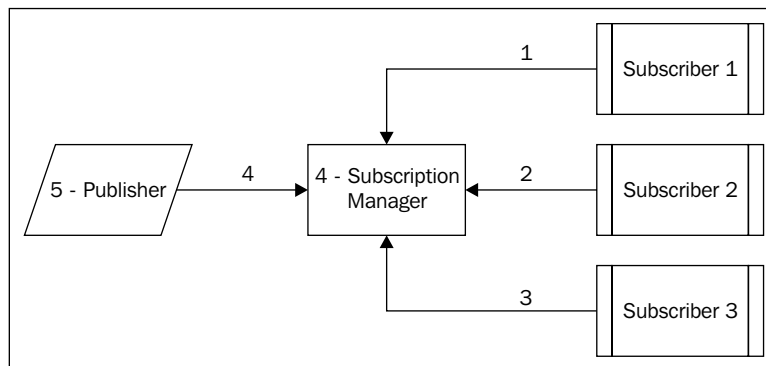 1
Subscriber 1
5 - Publisher
4
4 - Subscription
Manager
2
Subscriber 2
3
Subscriber 3